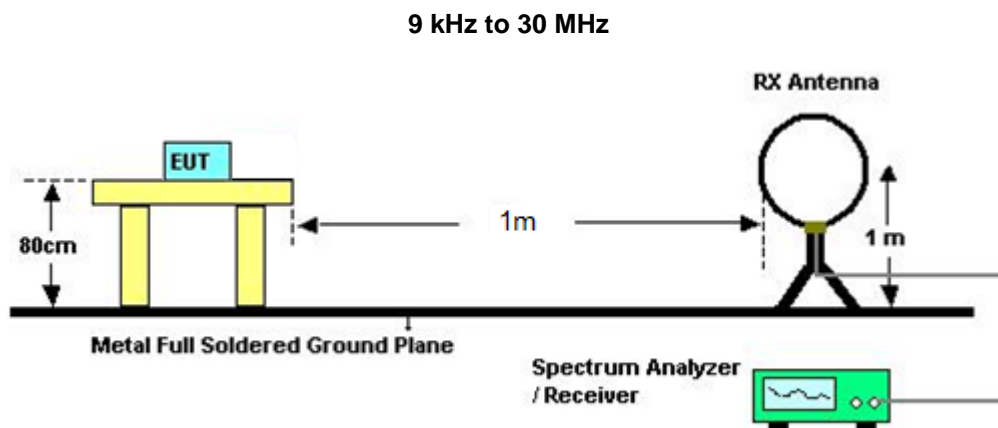 9 kHz to 30 MHz
RX Antenna
EUT
80cm
1m
1 m
Metal Full Soldered Ground Plane
Spectrum Analyzer
/ Receiver